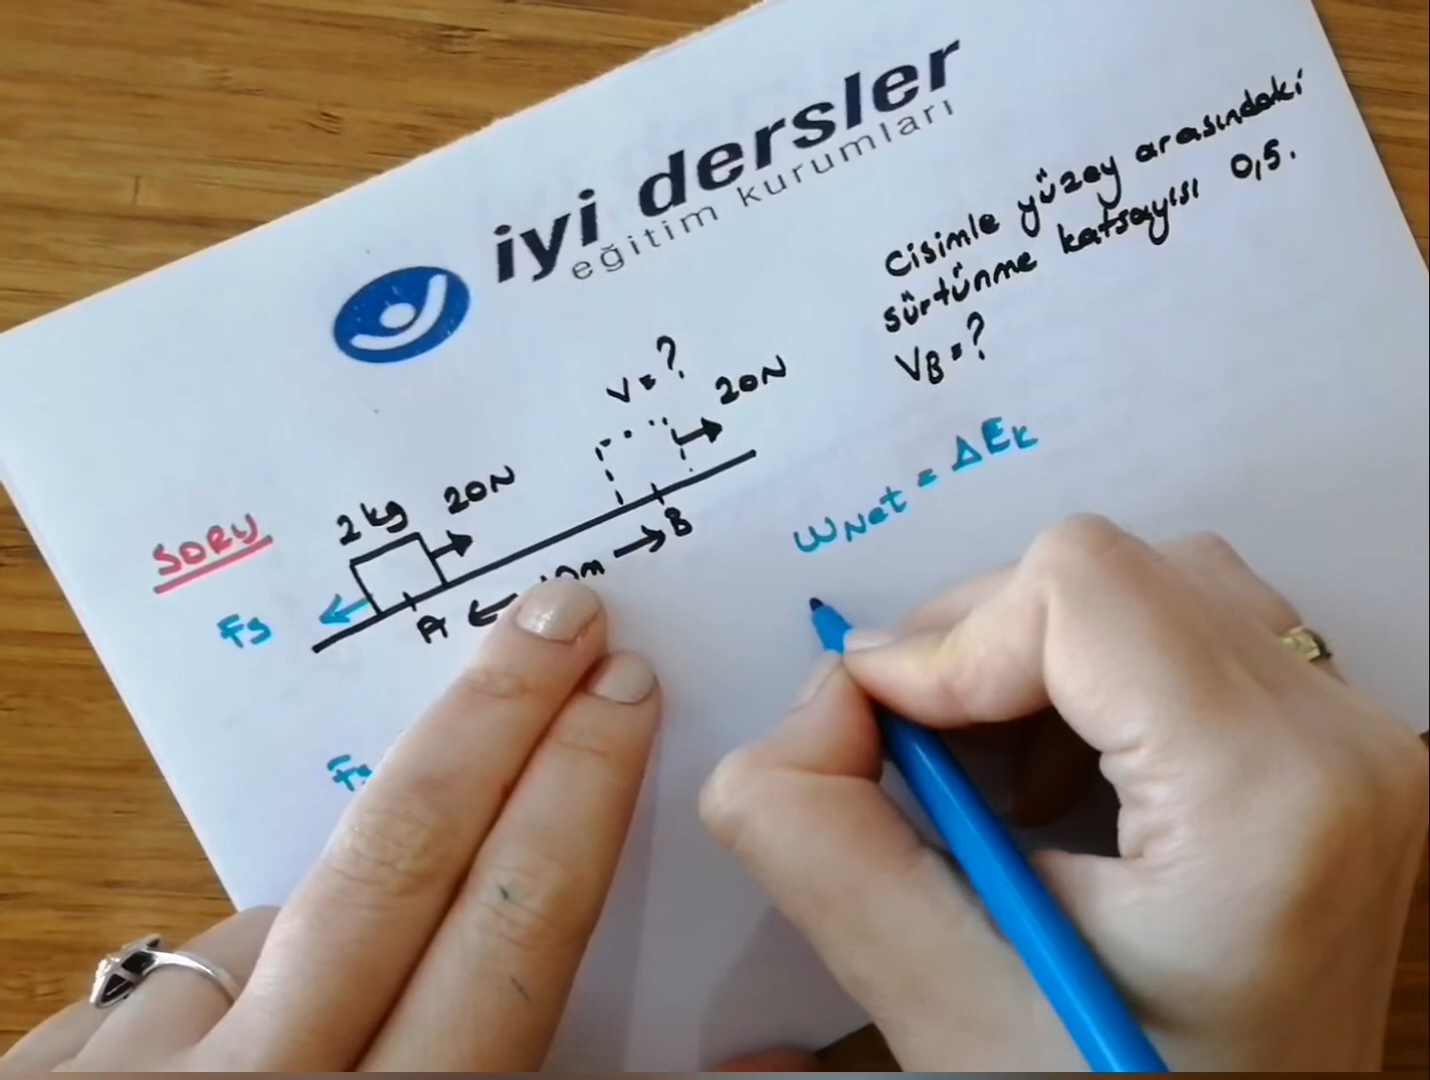 iyi dersler
eğitim kurumları
Cisimle yüzey arasındaki
sürtünme katsayısı 0,5.
VB=?
V=?
20N
SORU
2kg
20N
Fs
A
B
WNet = ΔEk